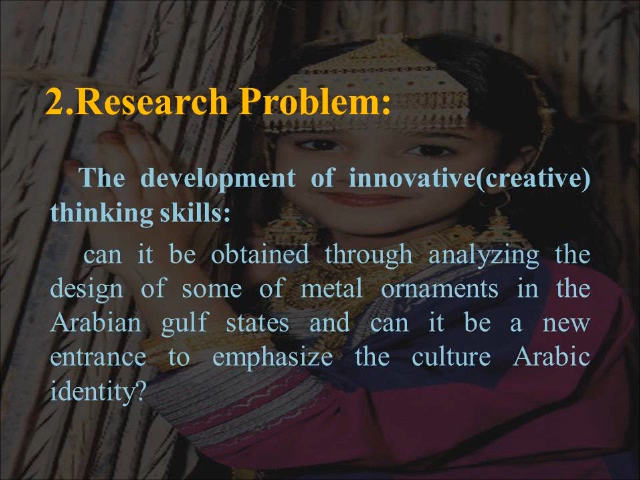 2.Research Problem:
The development of innovative(creative)
thinking skills:
can it be obtained through analyzing the
design of some of metal ornaments in the
Arabian gulf states and can it be a new
entrance to emphasize the culture Arabic
identity?